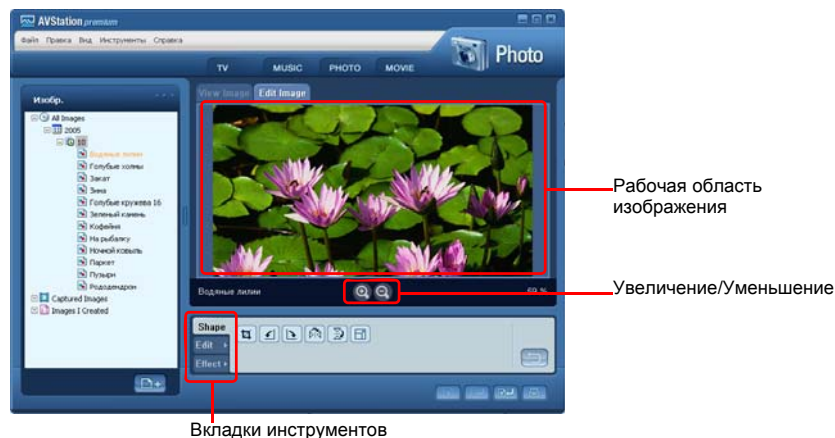 AVStation premium
Файл Правка Вид Инструменты Справка
Photo
TV MUSIC PHOTO MOVIE
Изобр.
View Image Edit Image
All Images
2005
10
Водяные лилии
Голубые холмы
Закат
Зима
Голубые кружева 16
Зеленый камень
Кофейня
На рыбалку
Ночной ковыль
Паркет
Пузыри
Рододендрон
Captured Images
Images I Created
Рабочая область
изображения
Водяные лилии 69 %
Увеличение/Уменьшение
Shape
Edit
Effect
Вкладки инструментов